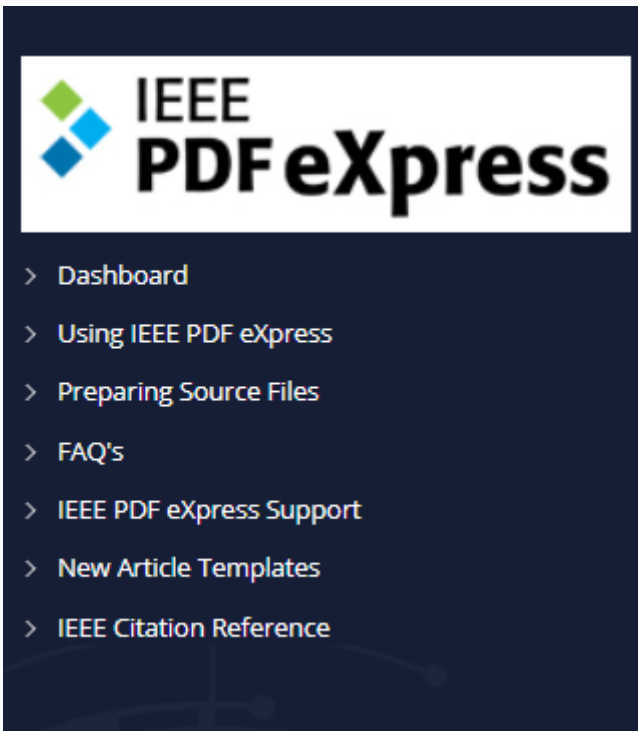 IEEE
PDF eXpress
Dashboard
Using IEEE PDF eXpress
Preparing Source Files
FAQ's
IEEE PDF eXpress Support
New Article Templates
IEEE Citation Reference